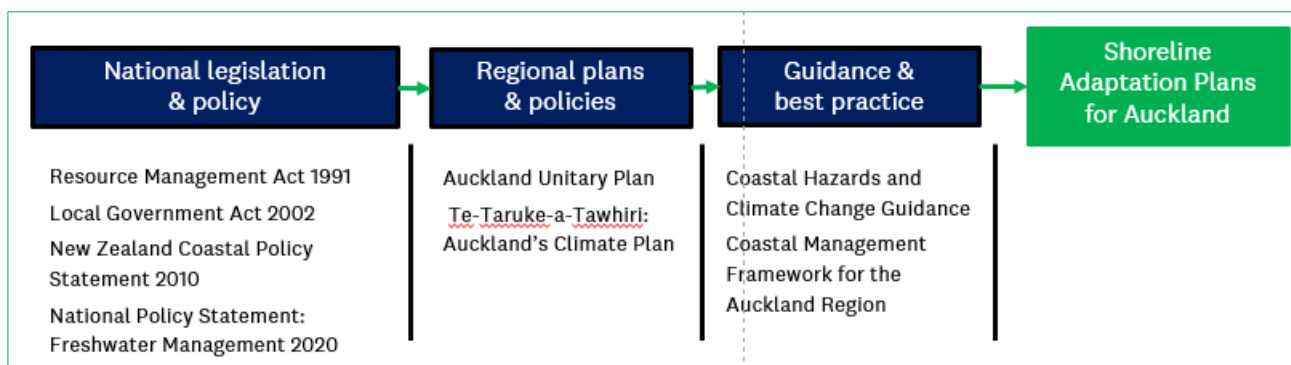 National legislation
& policy
Regional plans
& policies
Guidance &
best practice
Shoreline
Adaptation Plans
for Auckland
Resource Management Act 1991
Local Government Act 2002
New Zealand Coastal Policy
Statement 2010
National Policy Statement:
Freshwater Management 2020
Auckland Unitary Plan
Te-Taruke-a-Tawhiri:
Auckland's Climate Plan
Coastal Hazards and
Climate Change Guidance
Coastal Management
Framework for the
Auckland Region